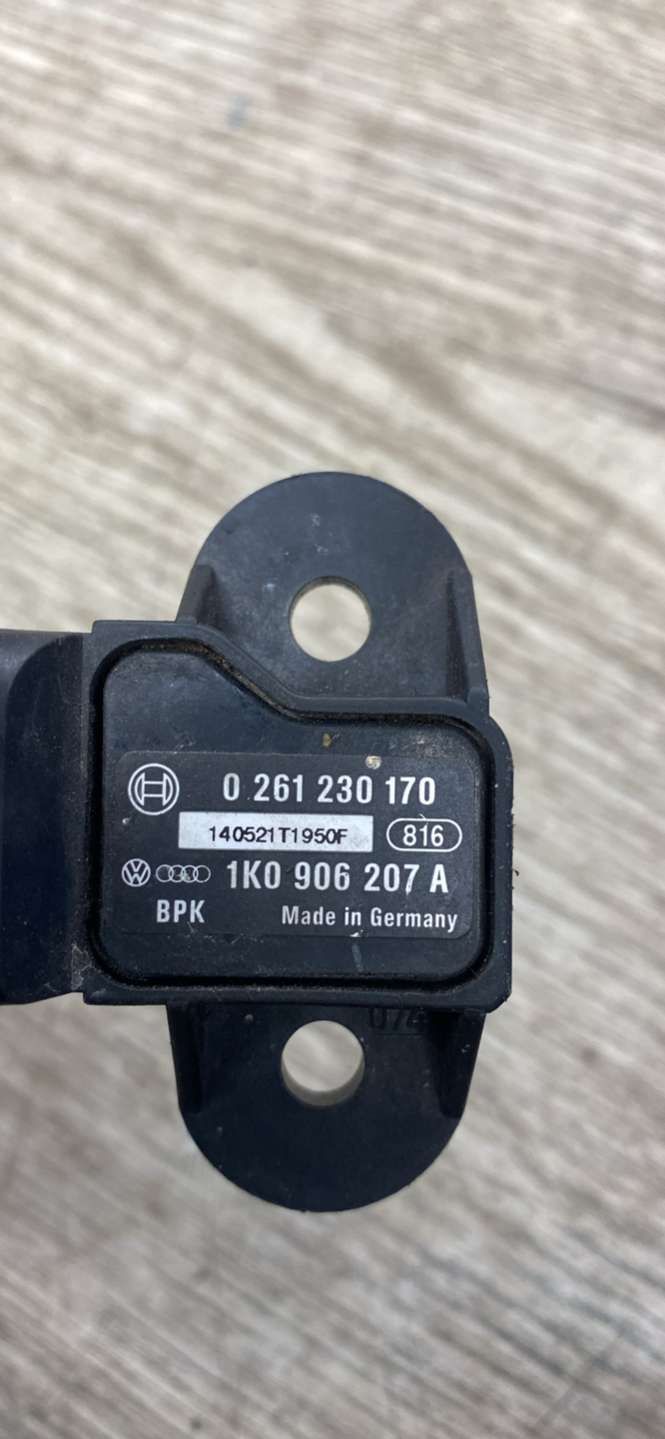 0 261 230 170
140521T1950F 816
1K0 906 207 A
BPK Made in Germany